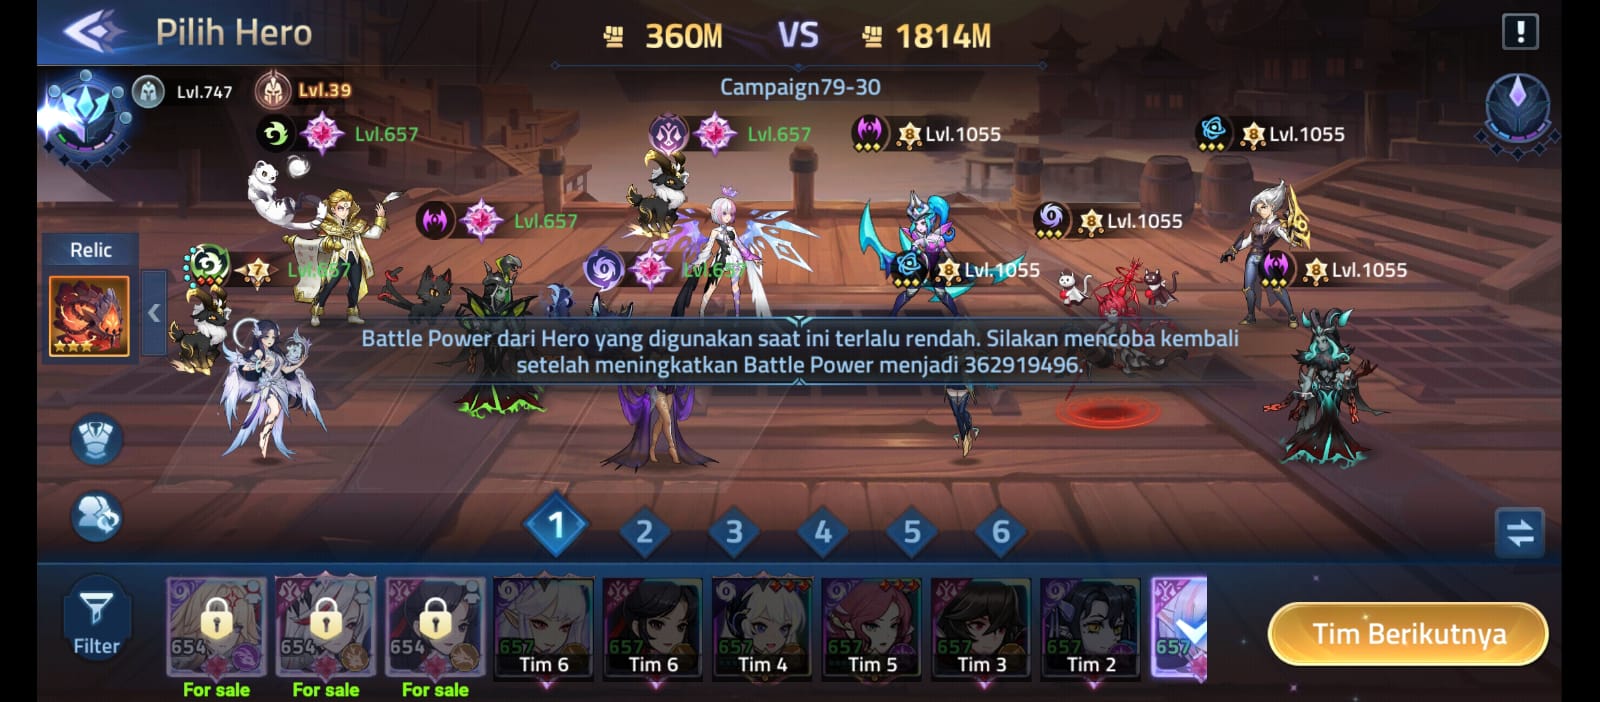 Pilih Hero
360M VS 1814M
!
Campaign79-30
Lvl.747
Lvl.39
Lvl.657
Lvl.657
8 Lvl.1055
8 Lvl.1055
Lvl.657
8 Lvl.1055
Relic
7 Lvl.657
Lvl.657
8 Lvl.1055
8 Lvl.1055
Battle Power dari Hero yang digunakan saat ini terlalu rendah. Silakan mencoba kembali
setelah meningkatkan Battle Power menjadi 362919496.
1 2 3 4 5 6
Filter
654 654 654 657 657 657 657 657 657 657
Tim 6 Tim 6 Tim 4 Tim 5 Tim 3 Tim 2
For sale For sale For sale
Tim Berikutnya